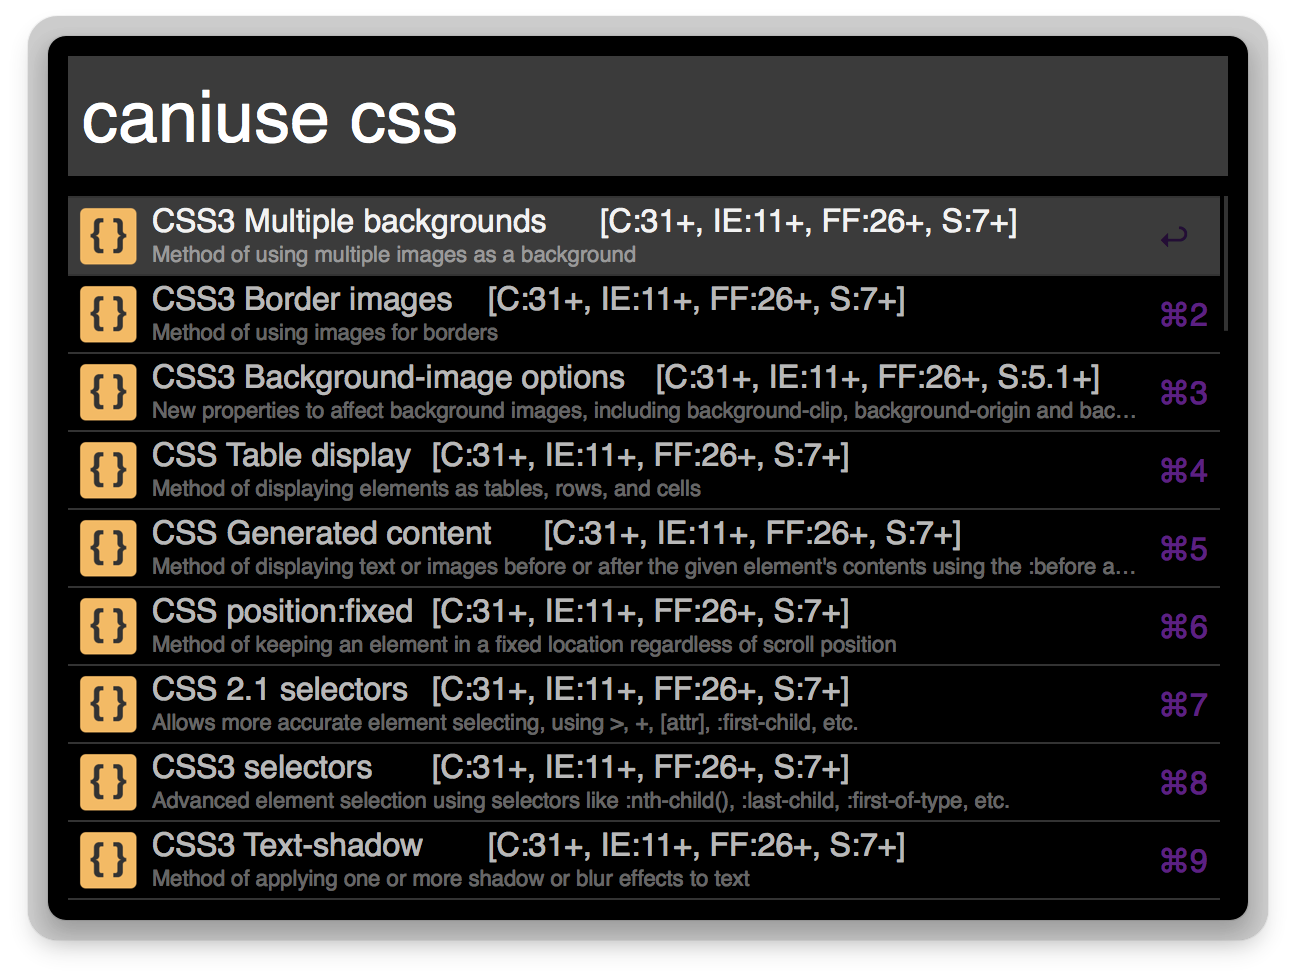 caniuse css
{ } CSS3 Multiple backgrounds [C:31+, IE:11+, FF:26+, S:7+] ↩
Method of using multiple images as a background
{ } CSS3 Border images [C:31+, IE:11+, FF:26+, S:7+] ⌘2
Method of using images for borders
{ } CSS3 Background-image options [C:31+, IE:11+, FF:26+, S:5.1+] ⌘3
New properties to affect background images, including background-clip, background-origin and bac...
{ } CSS Table display [C:31+, IE:11+, FF:26+, S:7+] ⌘4
Method of displaying elements as tables, rows, and cells
{ } CSS Generated content [C:31+, IE:11+, FF:26+, S:7+] ⌘5
Method of displaying text or images before or after the given element's contents using the :before a...
{ } CSS position:fixed [C:31+, IE:11+, FF:26+, S:7+] ⌘6
Method of keeping an element in a fixed location regardless of scroll position
{ } CSS 2.1 selectors [C:31+, IE:11+, FF:26+, S:7+] ⌘7
Allows more accurate element selecting, using >, +, [attr], :first-child, etc.
{ } CSS3 selectors [C:31+, IE:11+, FF:26+, S:7+] ⌘8
Advanced element selection using selectors like :nth-child(), :last-child, :first-of-type, etc.
{ } CSS3 Text-shadow [C:31+, IE:11+, FF:26+, S:7+] ⌘9
Method of applying one or more shadow or blur effects to text